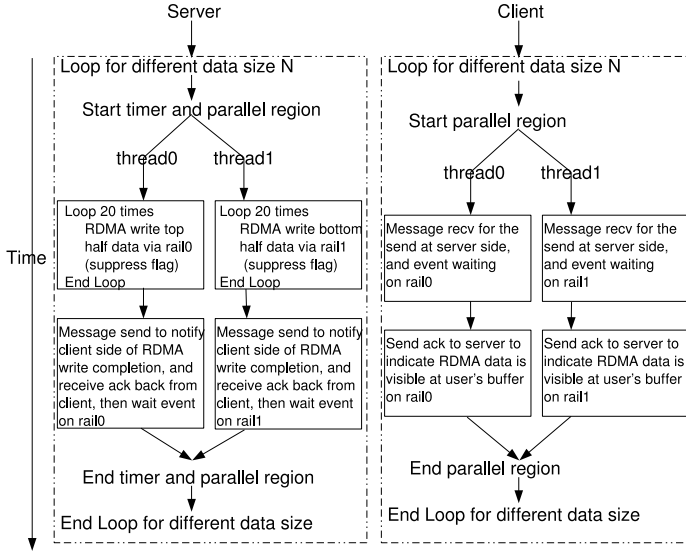 Server
Loop for different data size N
Start timer and parallel region
thread0
thread1
Loop 20 times
RDMA write top
half data via rail0
(suppress flag)
End Loop
Loop 20 times
RDMA write bottom
half data via rail1
(suppress flag)
End Loop
Message send to notify
client side of RDMA
write completion, and
receive ack back from
client, then wait event
on rail0
Message send to notify
client side of RDMA
write completion, and
receive ack back from
client, then wait event
on rail1
End timer and parallel region
End Loop for different data size
Time
Client
Loop for different data size N
Start parallel region
thread0
thread1
Message recv for the
send at server side,
and event waiting
on rail0
Message recv for the
send at server side,
and event waiting
on rail1
Send ack to server to
indicate RDMA data is
visible at user's buffer
on rail0
Send ack to server to
indicate RDMA data is
visible at user's buffer
on rail1
End parallel region
End Loop for different data size